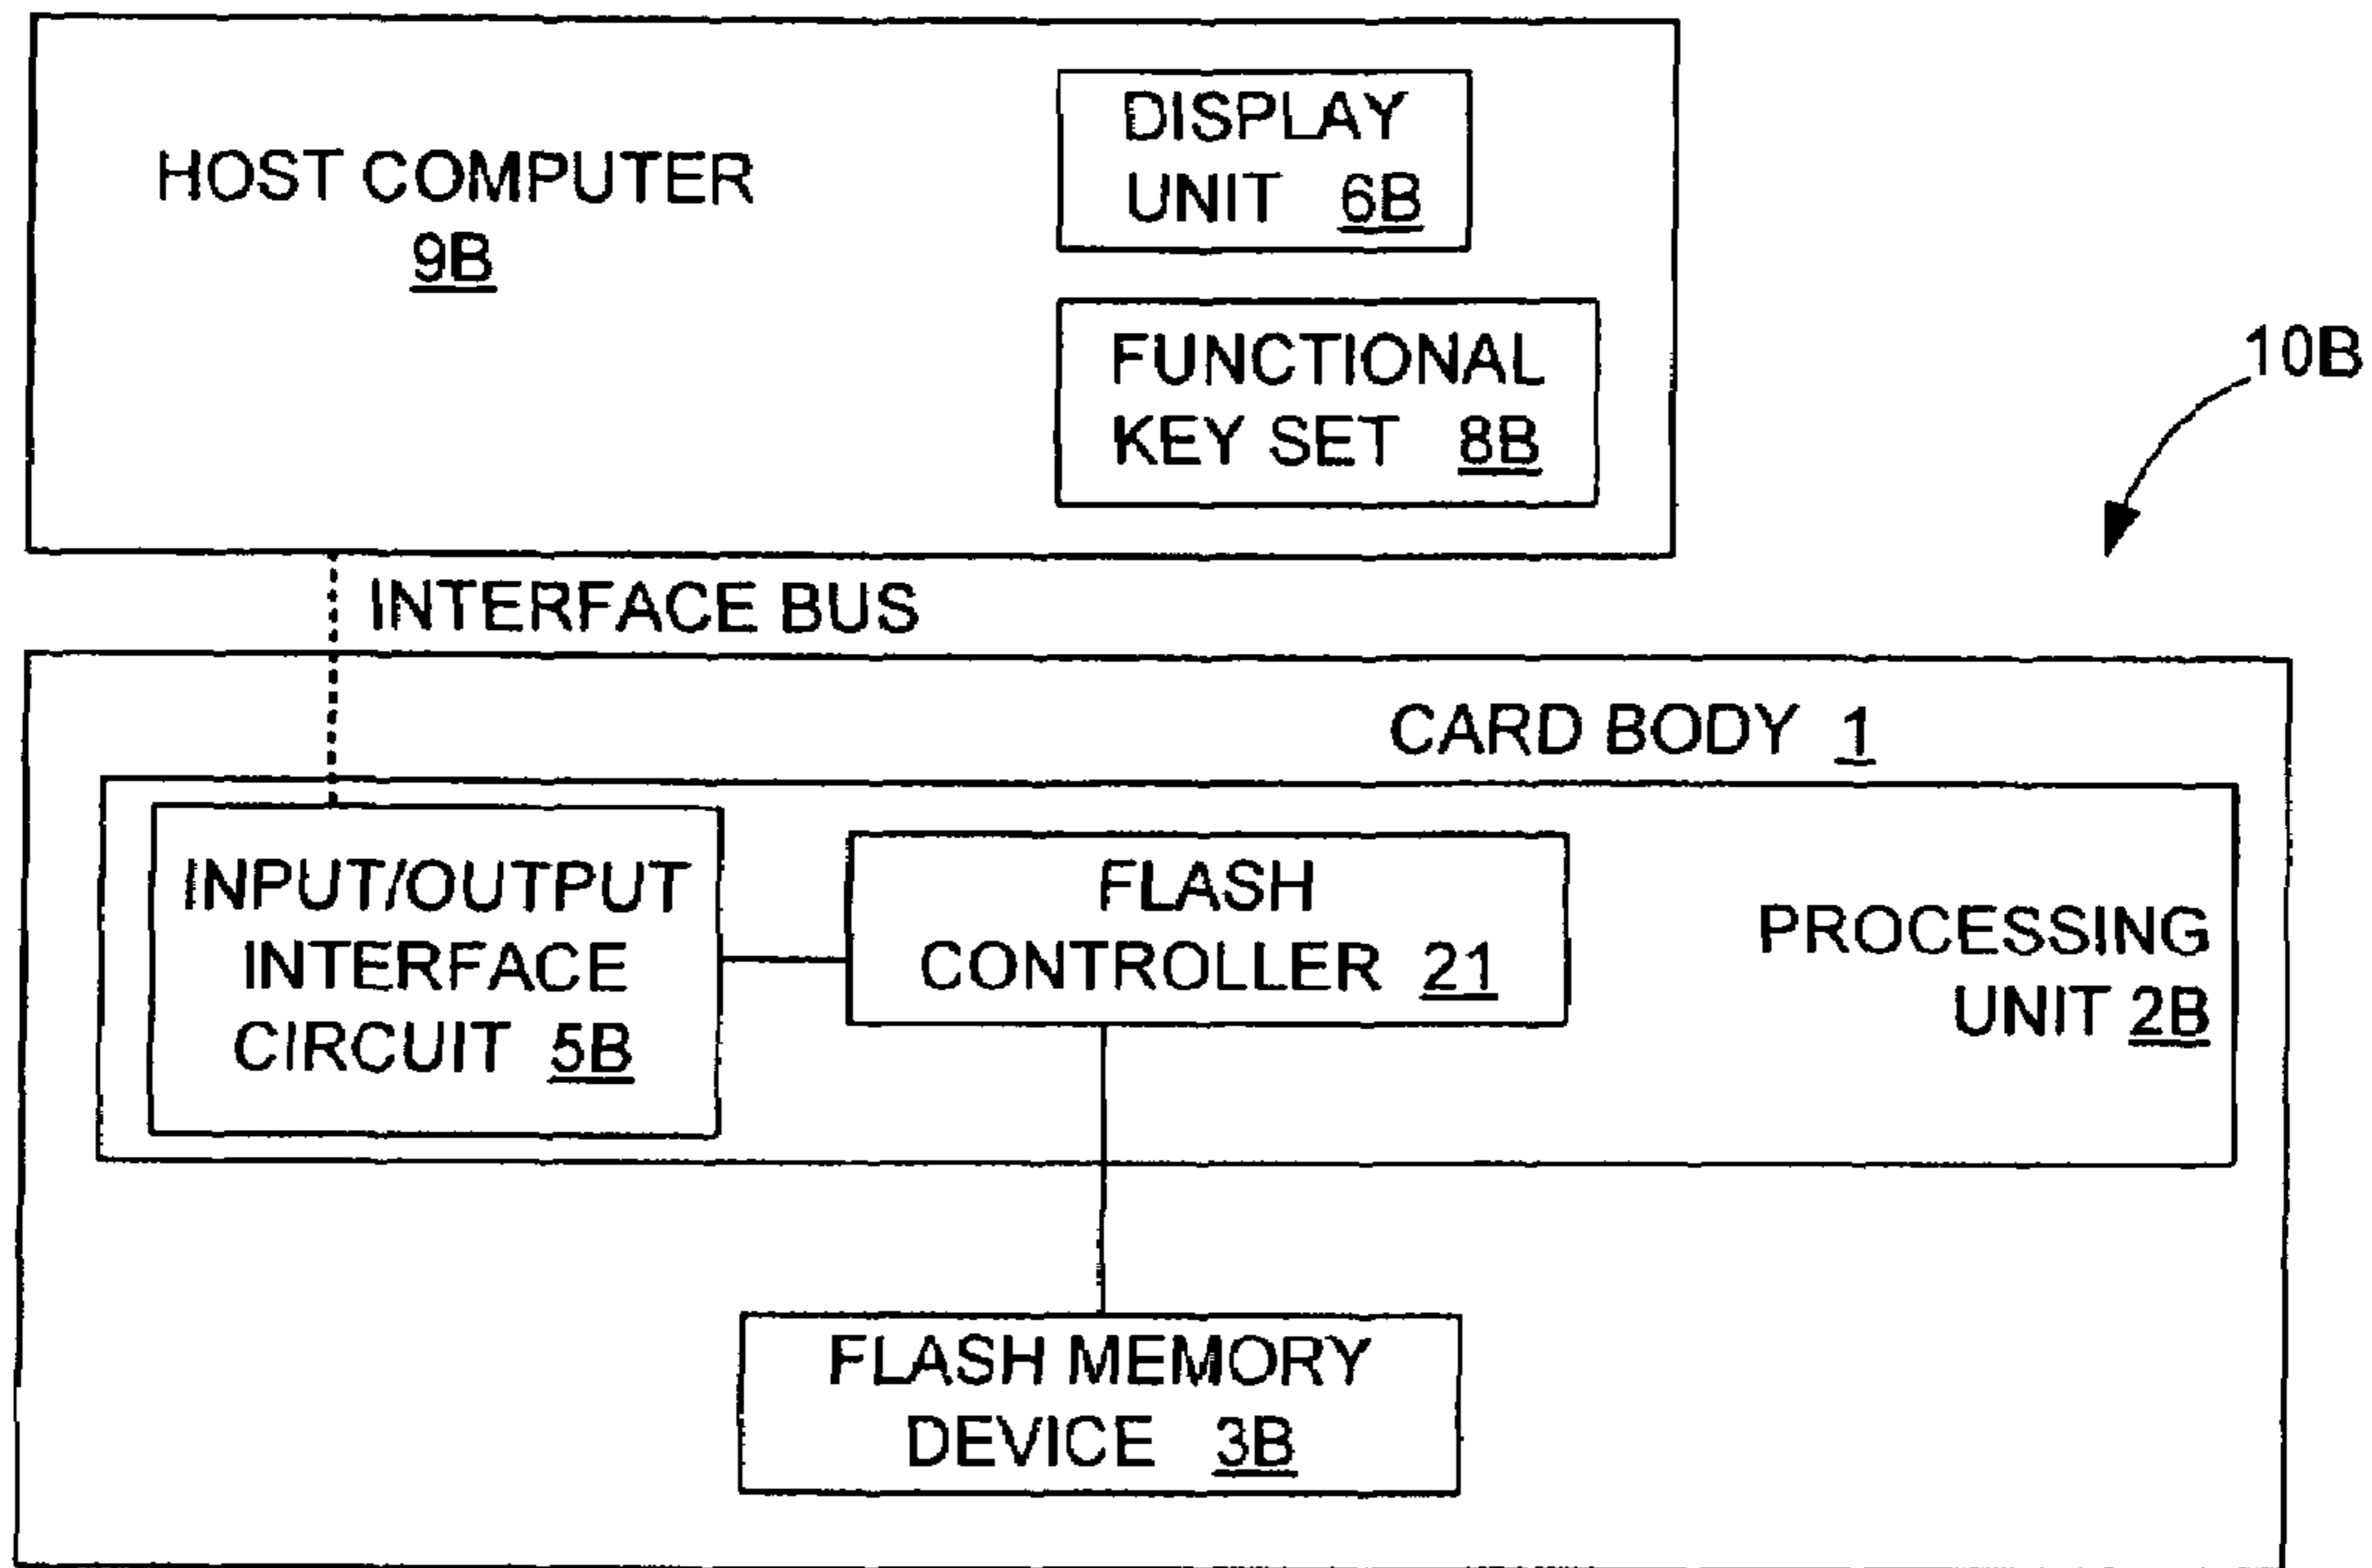 HOST COMPUTER
9B
DISPLAY
UNIT 6B
FUNCTIONAL
KEY SET 8B
10B
INTERFACE BUS
CARD BODY 1
INPUT/OUTPUT
INTERFACE
CIRCUIT 5B
FLASH
CONTROLLER 21
PROCESSING
UNIT 2B
FLASH MEMORY
DEVICE 3B